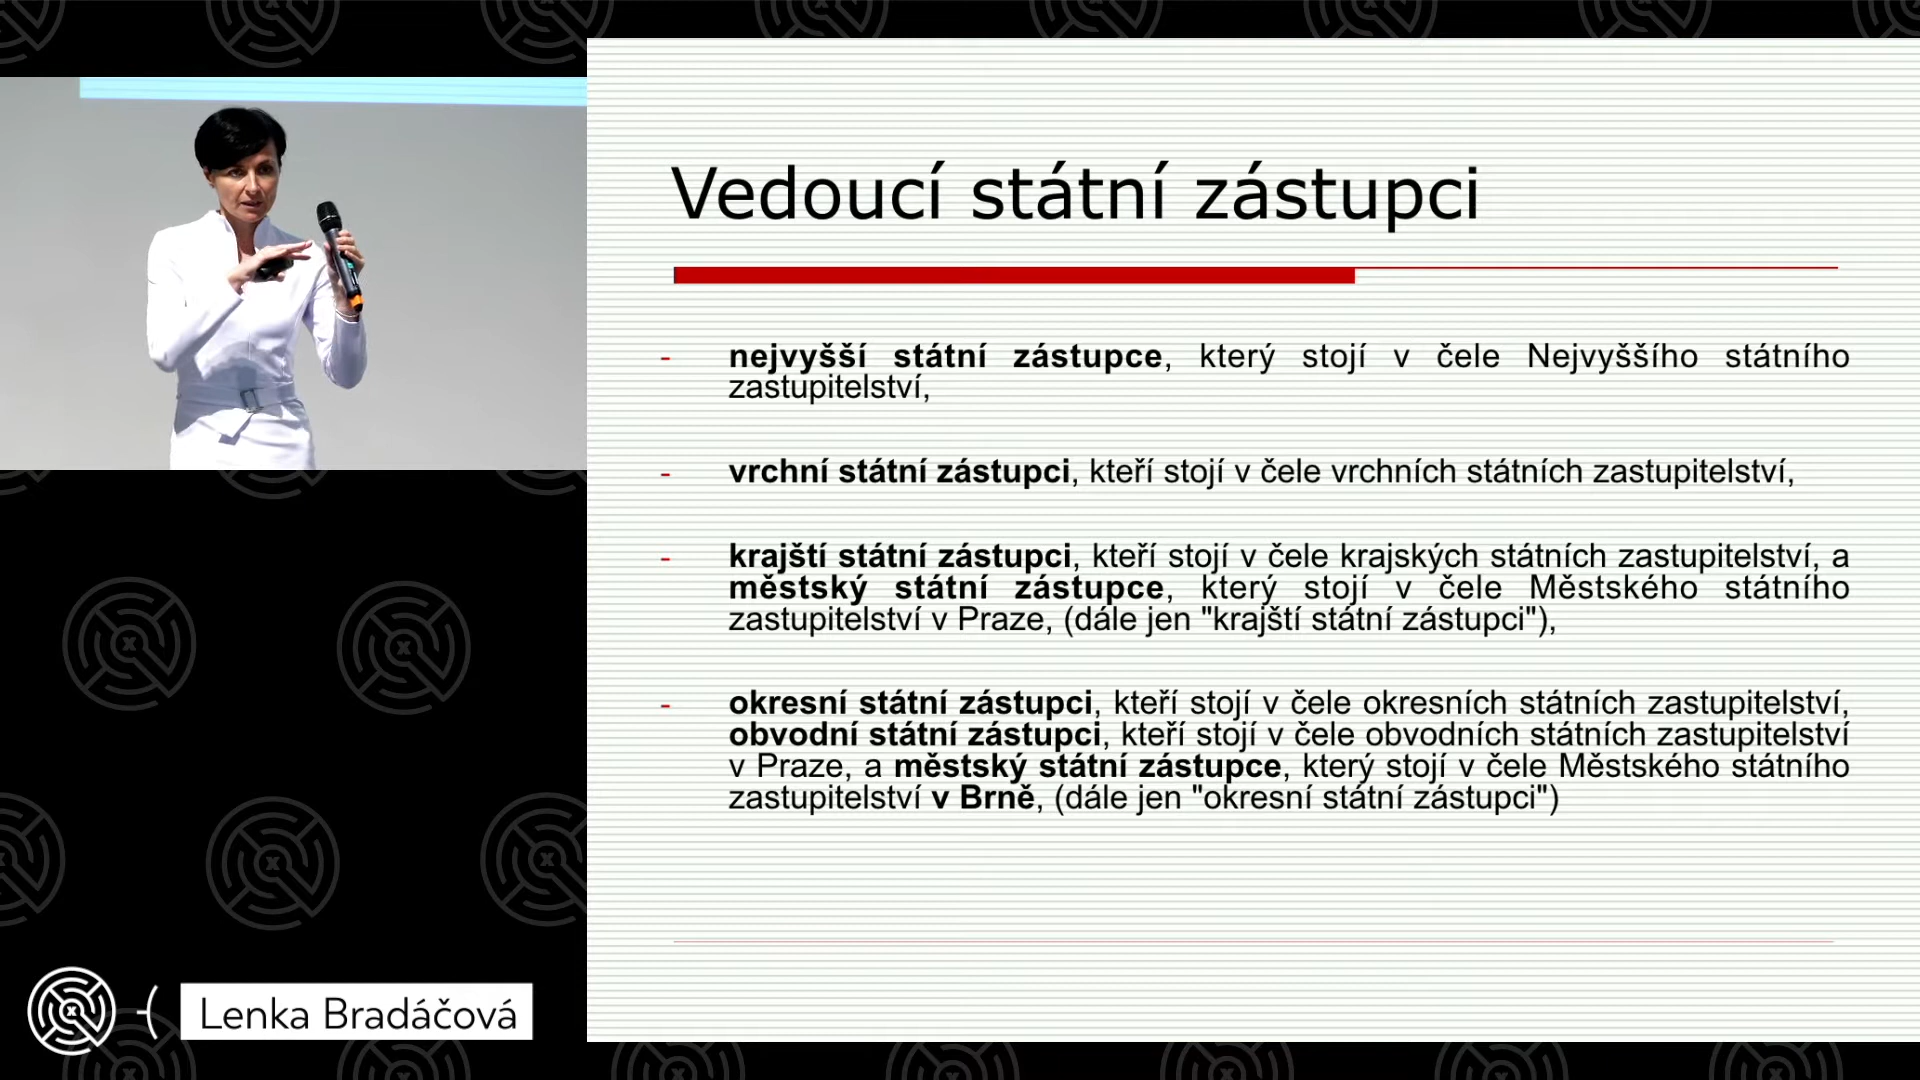 Vedoucí státní zástupci
- nejvyšší státní zástupce, který stojí v čele Nejvyššího státního
zastupitelství,
- vrchní státní zástupci, kteří stojí v čele vrchních státních zastupitelství,
- krajští státní zástupci, kteří stojí v čele krajských státních zastupitelství, a
městský státní zástupce, který stojí v čele Městského státního
zastupitelství v Praze, (dále jen "krajští státní zástupci"),
- okresní státní zástupci, kteří stojí v čele okresních státních zastupitelství,
obvodní státní zástupci, kteří stojí v čele obvodních státních zastupitelství
v Praze, a městský státní zástupce, který stojí v čele Městského státního
zastupitelství v Brně, (dále jen "okresní státní zástupci")
Lenka Bradáčová